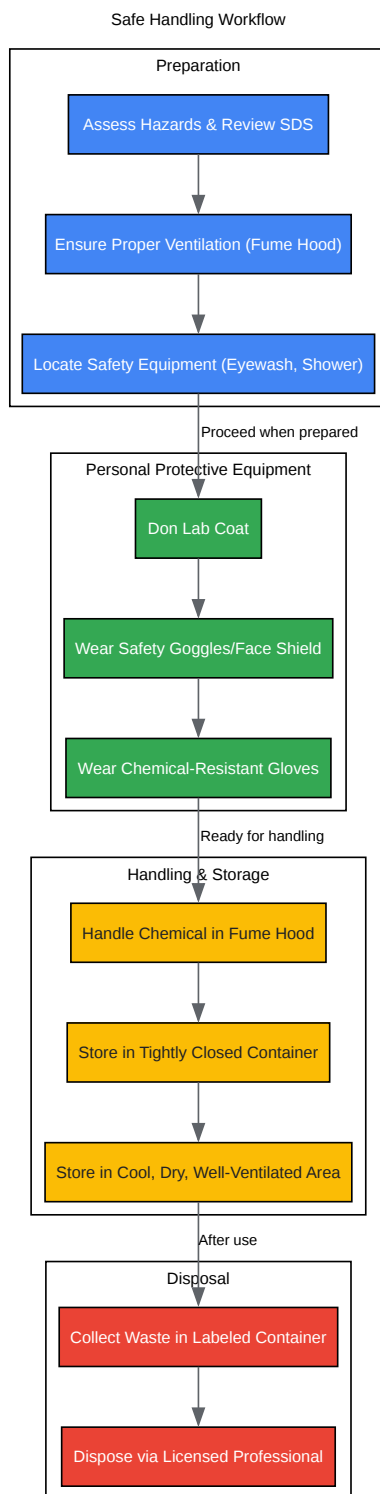 Safe Handling Workflow
Preparation
Assess Hazards & Review SDS
Ensure Proper Ventilation (Fume Hood)
Locate Safety Equipment (Eyewash, Shower)
Proceed when prepared
Personal Protective Equipment
Don Lab Coat
Wear Safety Goggles/Face Shield
Wear Chemical-Resistant Gloves
Ready for handling
Handling & Storage
Handle Chemical in Fume Hood
Store in Tightly Closed Container
Store in Cool, Dry, Well-Ventilated Area
After use
Disposal
Collect Waste in Labeled Container
Dispose via Licensed Professional